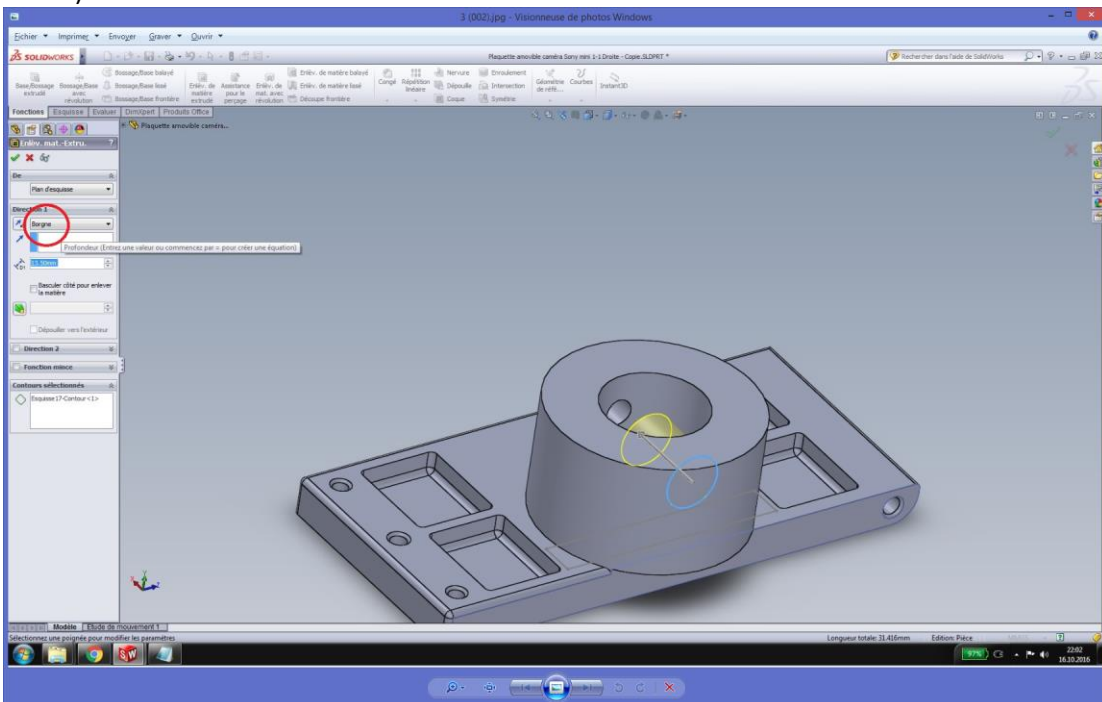 3 (002).jpg - Visionneuse de photos Windows
Eichier Imprimer Envoyer Graver Ouvrir
SOLIDWORKS
Plaquette amovible caméra Sony mini 1-1:Droite - Copie.SLDPRT *
Rechercher dans l'aide de SolidWorks
Base/Bossage extrudé
Bossage/Base avec révolution
Bossage/Base balayé
Bossage/Base lissé
Bossage/Base frontière
Enlèv. de matière extrudé
Assistance pour le perçage
Enlèv. de mat. avec révolution
Enlèv. de matière balayé
Enlèv. de matière lissé
Découpe frontière
Congé
Répétition linéaire
Nervure
Dépouille
Coque
Enroulement
Intersection
Symétrie
Géométrie de réfé...
Courbes
Instant3D
Fonctions Esquisse Evaluer DimXpert Produits Office
Plaquette amovible caméra...
Enlèv. mat.-Extru. ?
De
Plan d'esquisse
Direction 1
Borgne
Profondeur (Entrez une valeur ou commencez par = pour créer une équation)
Basculer côté pour enlever la matière
Dépouiller vers l'extérieur
Direction 2
Fonction mince
Contours sélectionnés
Esquisse17-Contour<1>
Modèle Etude de mouvement 1
Sélectionnez une poignée pour modifier les paramètres
Longueur totale: 31.416mm Edition: Pièce
97%
22:02
16.10.2016